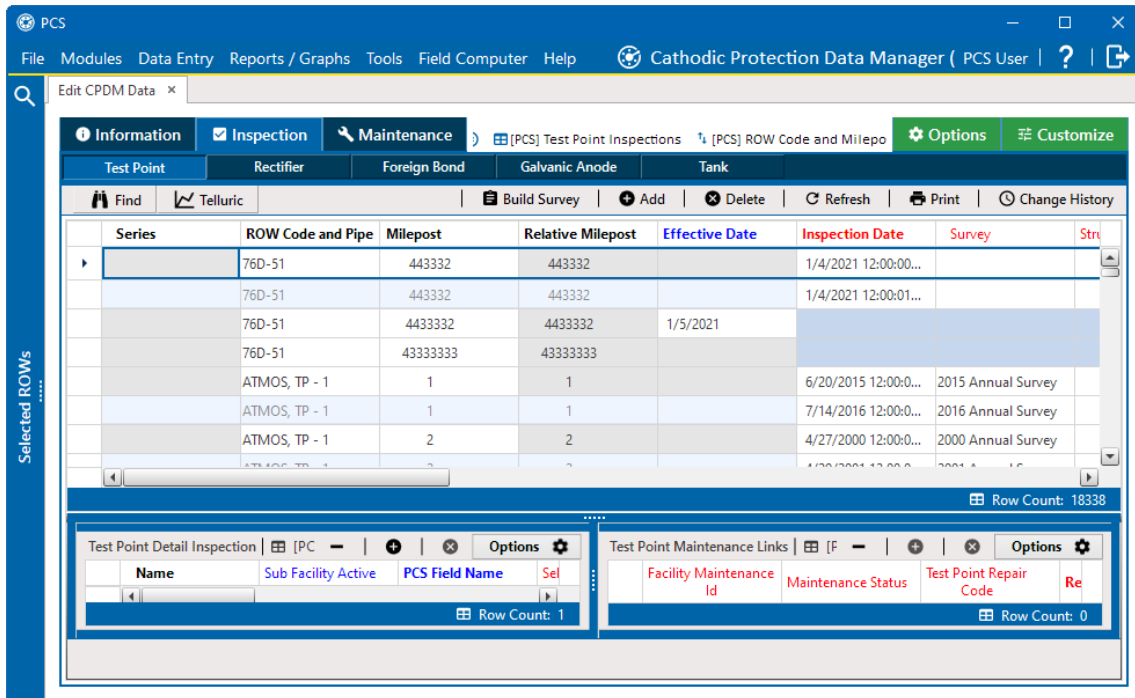 PCS
File Modules Data Entry Reports / Graphs Tools Field Computer Help Cathodic Protection Data Manager ( PCS User | ? |
Edit CPDM Data ×
Information Inspection Maintenance [PCS] Test Point Inspections [PCS] ROW Code and Milepo Options Customize
Test Point Rectifier Foreign Bond Galvanic Anode Tank
Find Telluric | Build Survey | Add | Delete | Refresh | Print | Change History
Series ROW Code and Pipe Milepost Relative Milepost Effective Date Inspection Date Survey Stru
76D-51 443332 443332 1/4/2021 12:00:00...
76D-51 443332 443332 1/4/2021 12:00:01...
76D-51 4433332 4433332 1/5/2021
76D-51 43333333 43333333
ATMOS, TP - 1 1 1 6/20/2015 12:00:0... 2015 Annual Survey
ATMOS, TP - 1 1 1 7/14/2016 12:00:0... 2016 Annual Survey
ATMOS, TP - 1 2 2 4/27/2000 12:00:0... 2000 Annual Survey
Selected ROWs
Row Count: 18338
Test Point Detail Inspection | [PC | Options
Name Sub Facility Active PCS Field Name Sel
Row Count: 1
Test Point Maintenance Links | [F | Options
Facility Maintenance Id Maintenance Status Test Point Repair Code Re
Row Count: 0